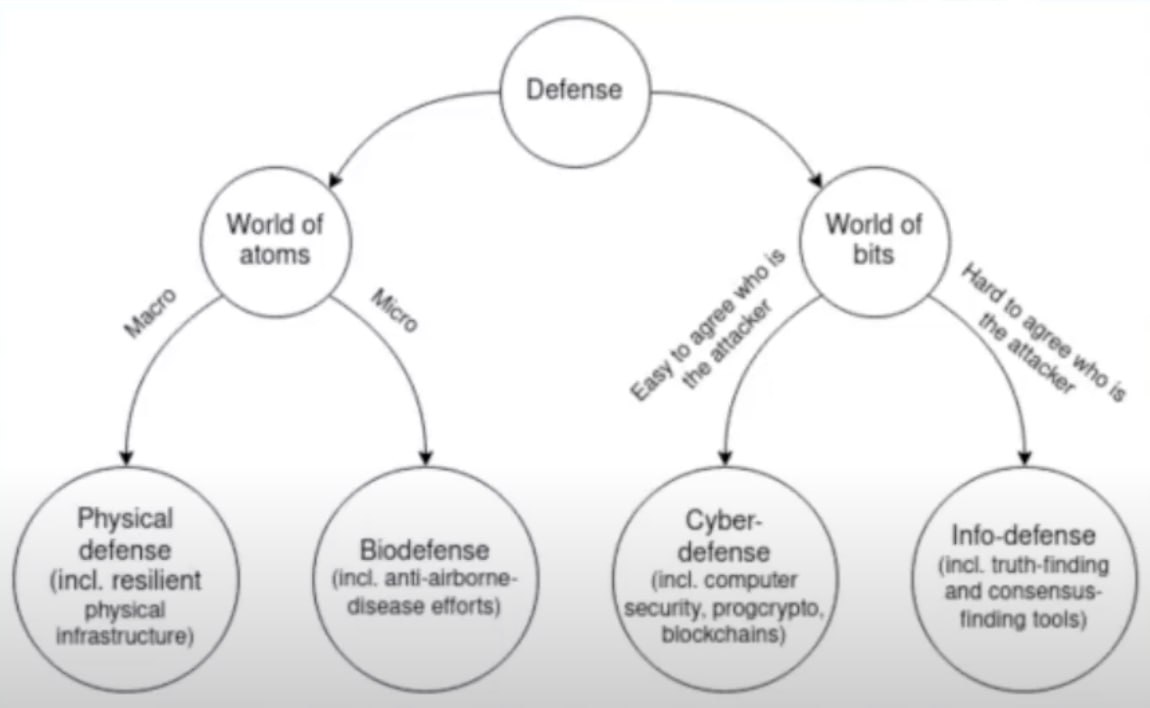 Defense
World of
atoms
World of
bits
Macro
Micro
Easy to agree who is
the attacker
Hard to agree who is
the attacker
Physical
defense
(incl. resilient
physical
infrastructure)
Biodefense
(incl. anti-airborne-
disease efforts)
Cyber-
defense
(incl. computer
security, progcrypto,
blockchains)
Info-defense
(incl. truth-finding
and consensus-
finding tools)